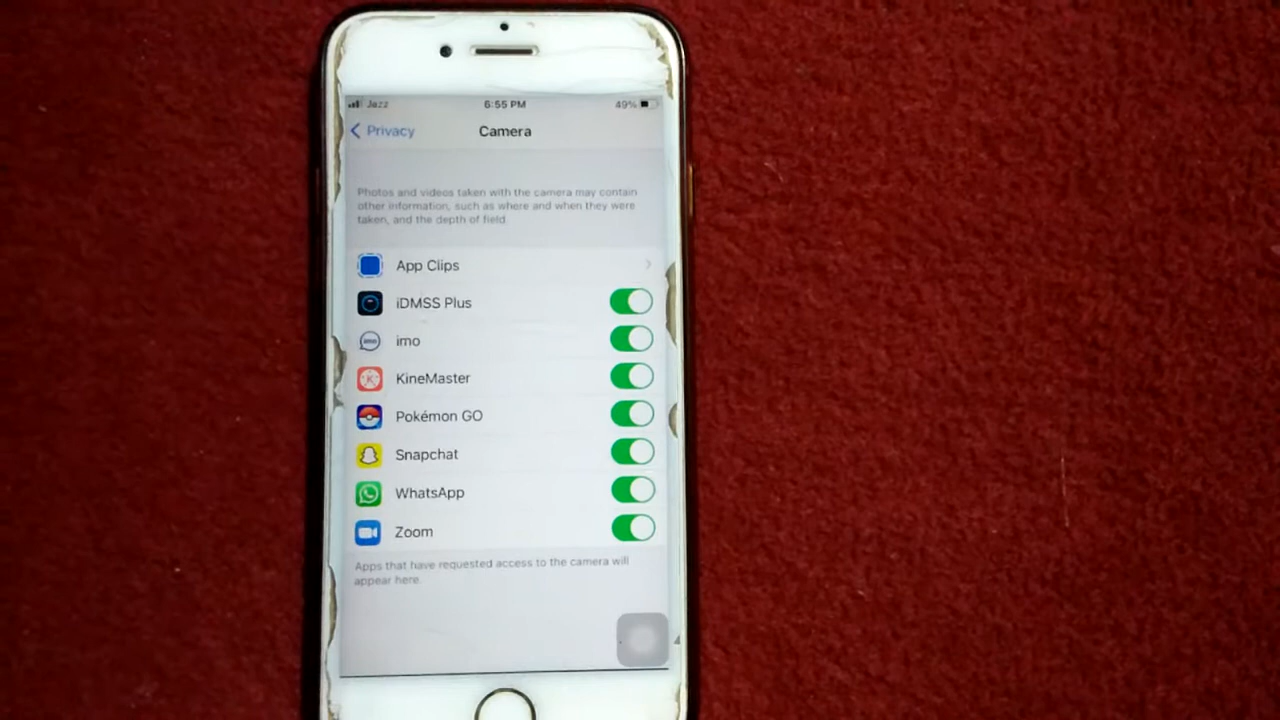 Jazz 6:55 PM 49%
Privacy Camera
Photos and videos taken with the camera may contain
other information, such as where and when they were
taken, and the depth of field.
App Clips
iDMSS Plus
imo
imo
KineMaster
K
Pokémon GO
Snapchat
WhatsApp
Zoom
Apps that have requested access to the camera will
appear here.